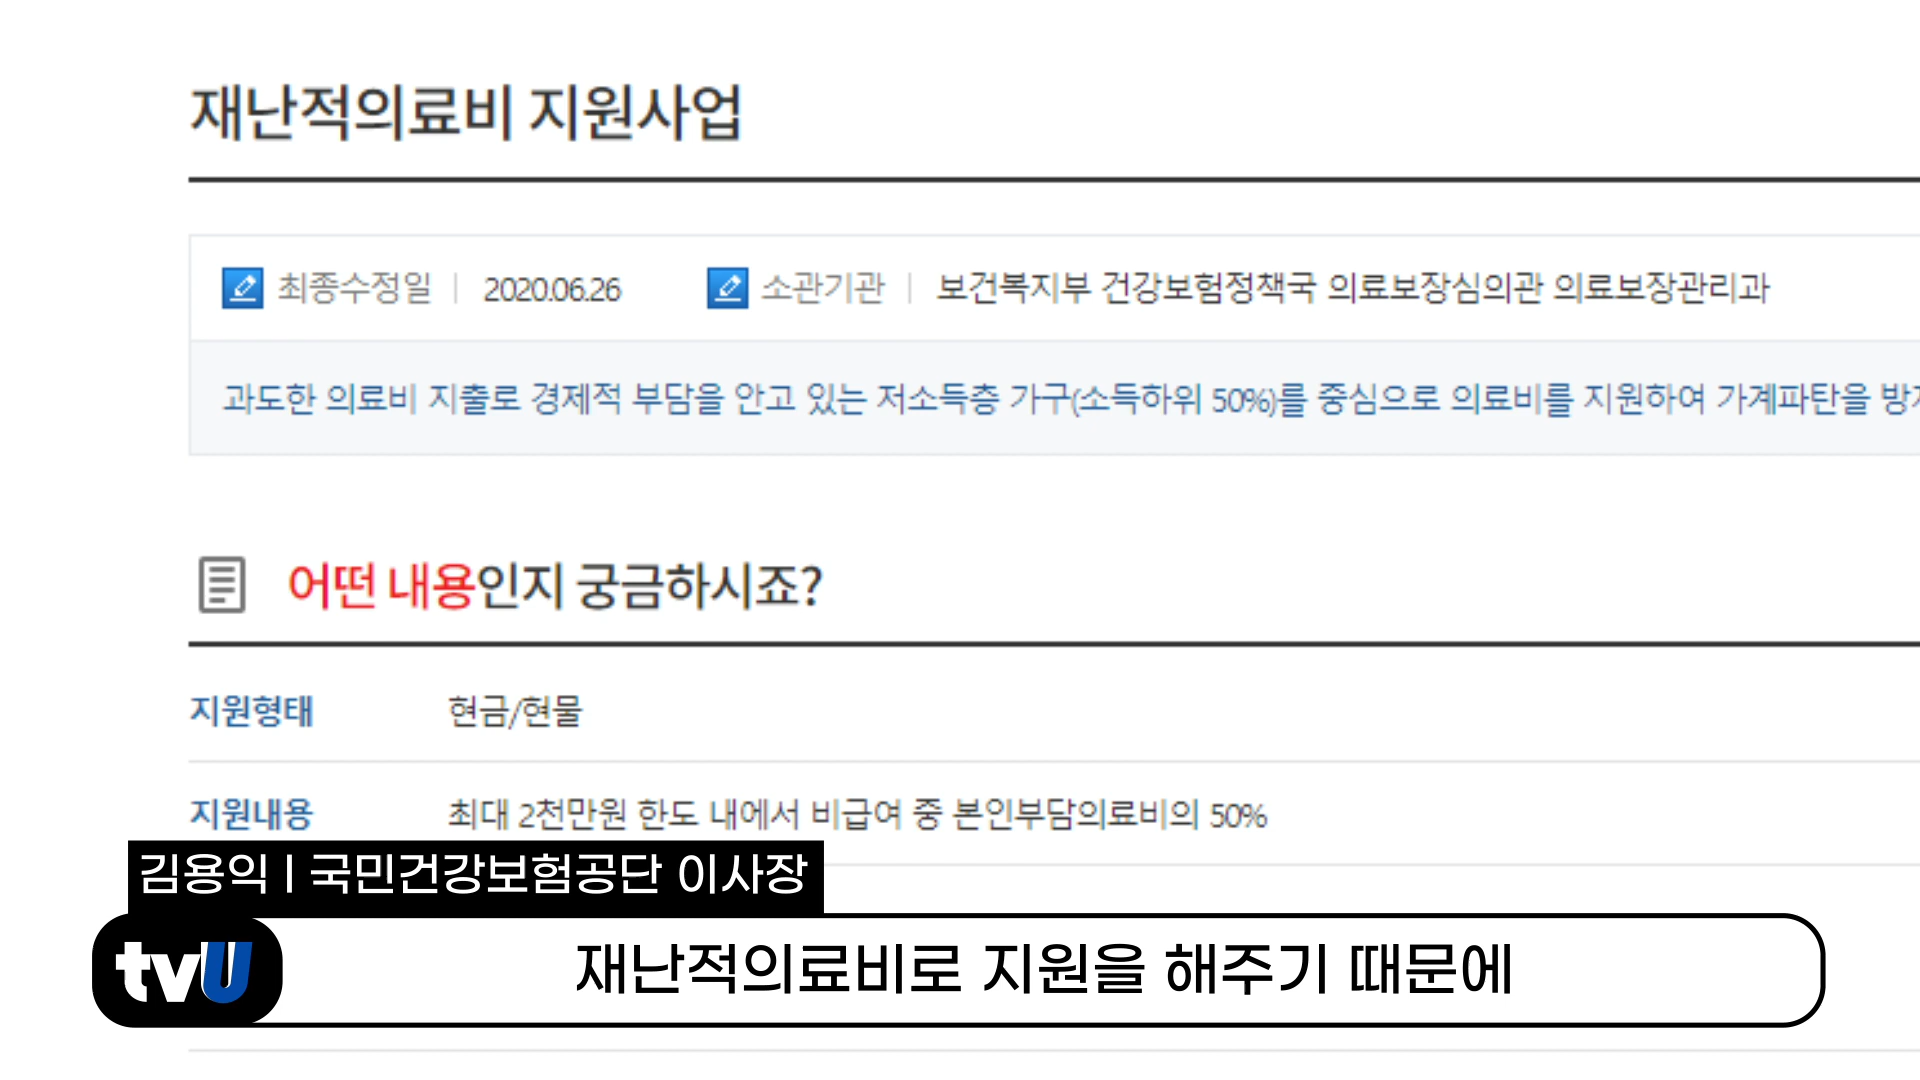 재난적의료비 지원사업
최종수정일 | 2020.06.26 소관기관 | 보건복지부 건강보험정책국 의료보장심의관 의료보장관리과
과도한 의료비 지출로 경제적 부담을 안고 있는 저소득층 가구(소득하위 50%)를 중심으로 의료비를 지원하여 가계파탄을
어떤 내용인지 궁금하시죠?
지원형태 현금/현물
지원내용 최대 2천만원 한도 내에서 비급여 중 본인부담의료비의 50%
김용익 | 국민건강보험공단 이사장
tvU 재난적의료비로 지원을 해주기 때문에